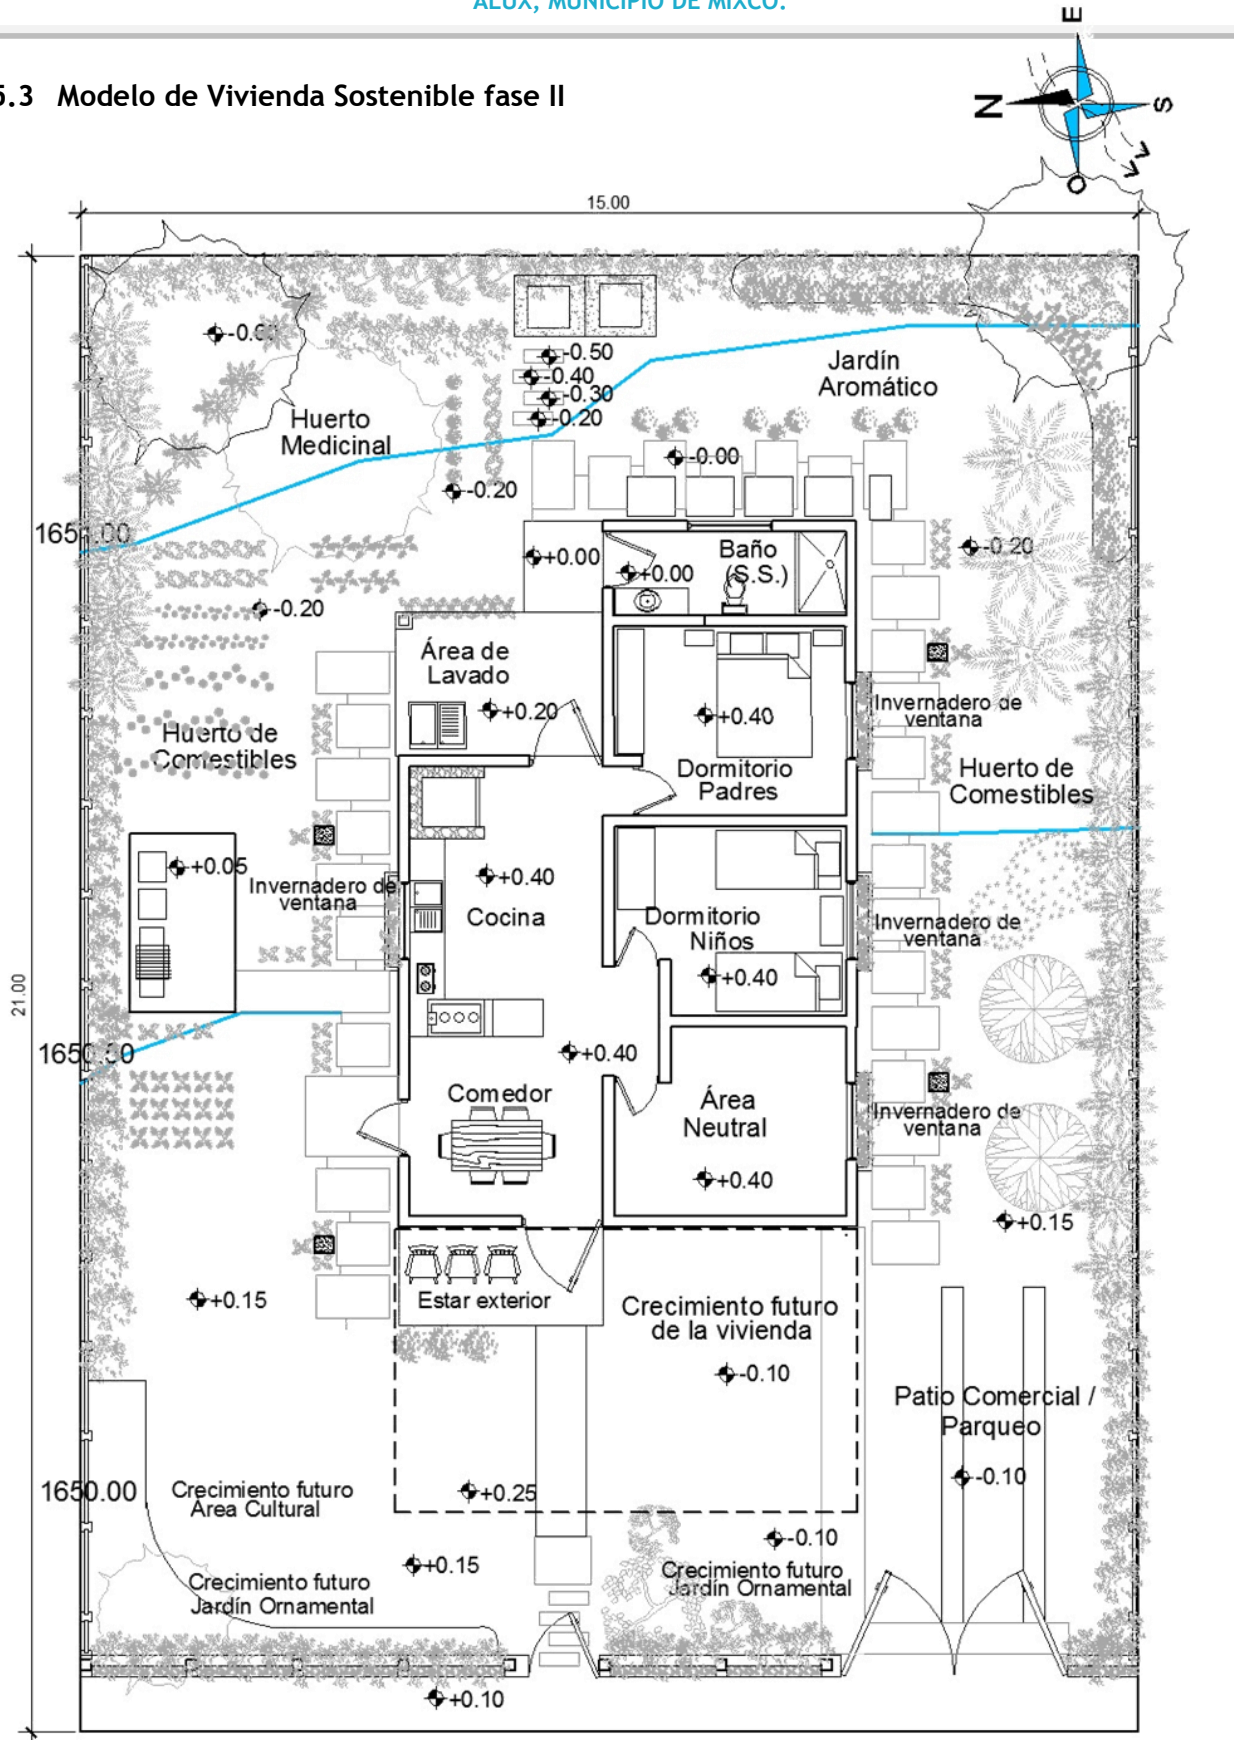 ALUX, MUNICIPIO DE MIXCO.
E
N
S
O
5.3 Modelo de Vivienda Sostenible fase II
15.00
21.00
-0.50
-0.40
-0.30
-0.20
Jardín
Aromático
Huerto
Medicinal
-0.00
-0.20
+0.00
+0.00
Baño
(S.S.)
-0.20
-0.20
Área de
Lavado
+0.20
+0.40
Invernadero de
ventana
Huerto de
Comestibles
Dormitorio
Padres
Huerto de
Comestibles
+0.05
Invernadero de
ventana
+0.40
Cocina
Dormitorio
Niños
+0.40
Invernadero de
ventana
+0.40
Comedor
Área
Neutral
+0.40
Invernadero de
ventana
+0.15
+0.15
Estar exterior
Crecimiento futuro
de la vivienda
-0.10
Patio Comercial /
Parqueo
-0.10
1650.00
Crecimiento futuro
Área Cultural
+0.25
+0.15
-0.10
Crecimiento futuro
Jardín Ornamental
Crecimiento futuro
Jardín Ornamental
+0.10